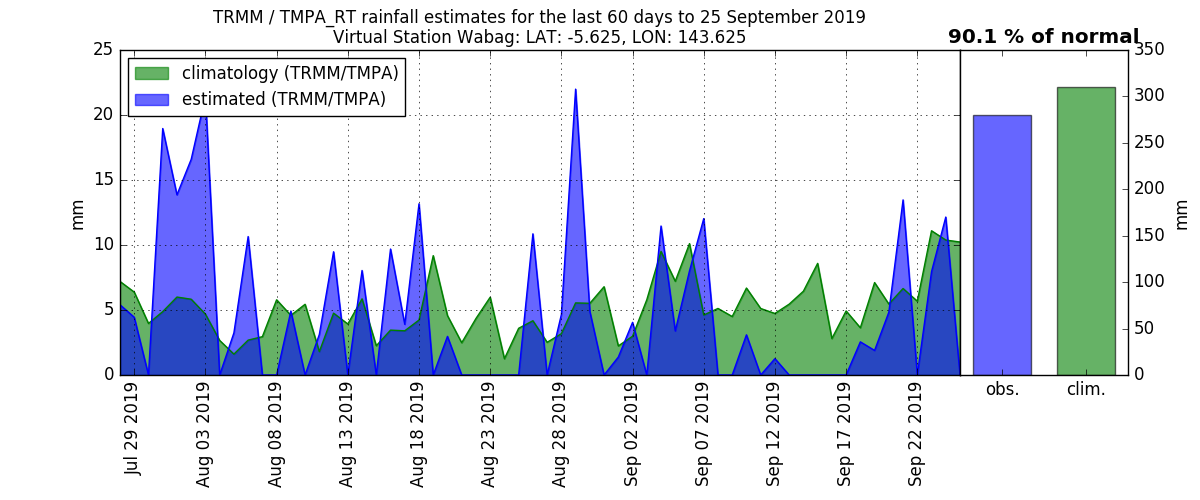 TRMM / TMPA_RT rainfall estimates for the last 60 days to 25 September 2019
Virtual Station Wabag: LAT: -5.625, LON: 143.625
90.1 % of normal
climatology (TRMM/TMPA)
estimated (TRMM/TMPA)
25
20
15
10
5
0
mm
350
300
250
200
150
100
50
0
mm
Jul 29 2019
Aug 03 2019
Aug 08 2019
Aug 13 2019
Aug 18 2019
Aug 23 2019
Aug 28 2019
Sep 02 2019
Sep 07 2019
Sep 12 2019
Sep 17 2019
Sep 22 2019
obs.
clim.